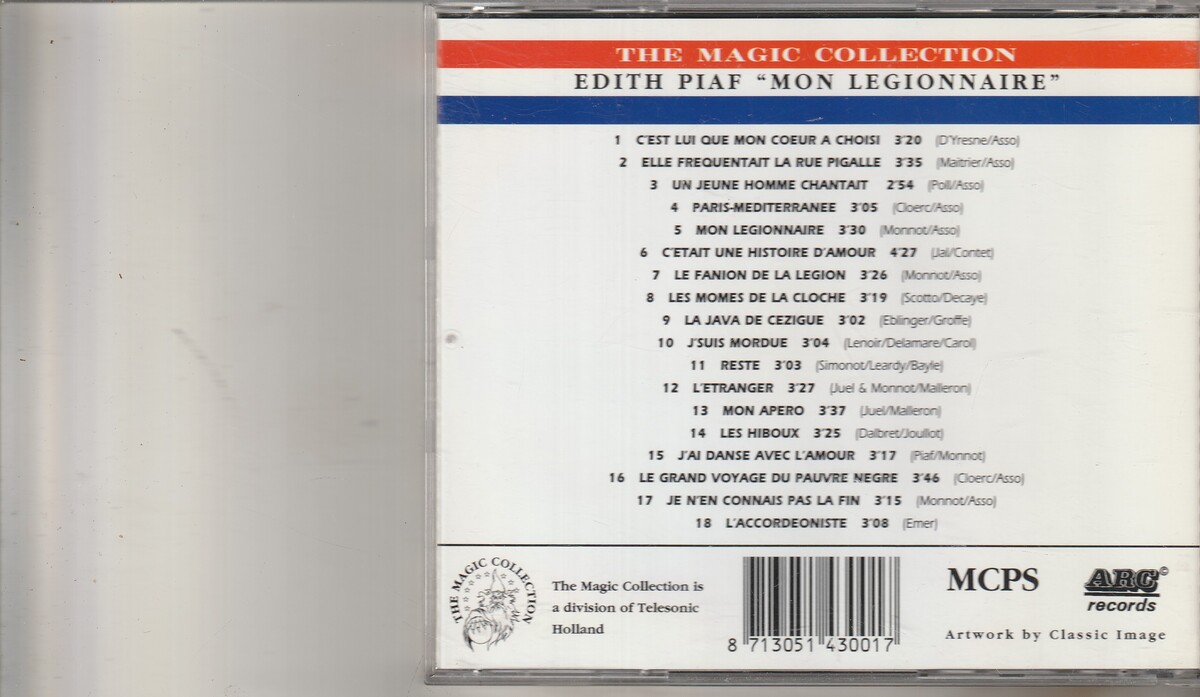 THE MAGIC COLLECTION
EDITH PIAF “MON LEGIONNAIRE”
1 C'EST LUI QUE MON COEUR A CHOISI 3'20 (D'Yresne/Asso)
2 ELLE FREQUENTAIT LA RUE PIGALLE 3'35 (Maitrier/Asso)
3 UN JEUNE HOMME CHANTAIT 2'54 (Poll/Asso)
4 PARIS-MEDITERRANEE 3'05 (Cloerc/Asso)
5 MON LEGIONNAIRE 3'30 (Monnot/Asso)
6 C'ETAIT UNE HISTOIRE D'AMOUR 4'27 (Jal/Contet)
7 LE FANION DE LA LEGION 3'26 (Monnot/Asso)
8 LES MOMES DE LA CLOCHE 3'19 (Scotto/Decaye)
9 LA JAVA DE CEZIGUE 3'02 (Eblinger/Groffe)
10 J'SUIS MORDUE 3'04 (Lenoir/Delamare/Carol)
11 RESTE 3'03 (Simonot/Leardy/Bayle)
12 L'ETRANGER 3'27 (Juel & Monnot/Malleron)
13 MON APERO 3'37 (Juel/Malleron)
14 LES HIBOUX 3'25 (Dalbret/Joullot)
15 J'AI DANSE AVEC L'AMOUR 3'17 (Piaf/Monnot)
16 LE GRAND VOYAGE DU PAUVRE NEGRE 3'46 (Cloerc/Asso)
17 JE N'EN CONNAIS PAS LA FIN 3'15 (Monnot/Asso)
18 L'ACCORDEONISTE 3'08 (Emer)
THE MAGIC COLLECTION
The Magic Collection is
a division of Telesonic
Holland
8 713051 430017
MCPS
ARC©
records
Artwork by Classic Image